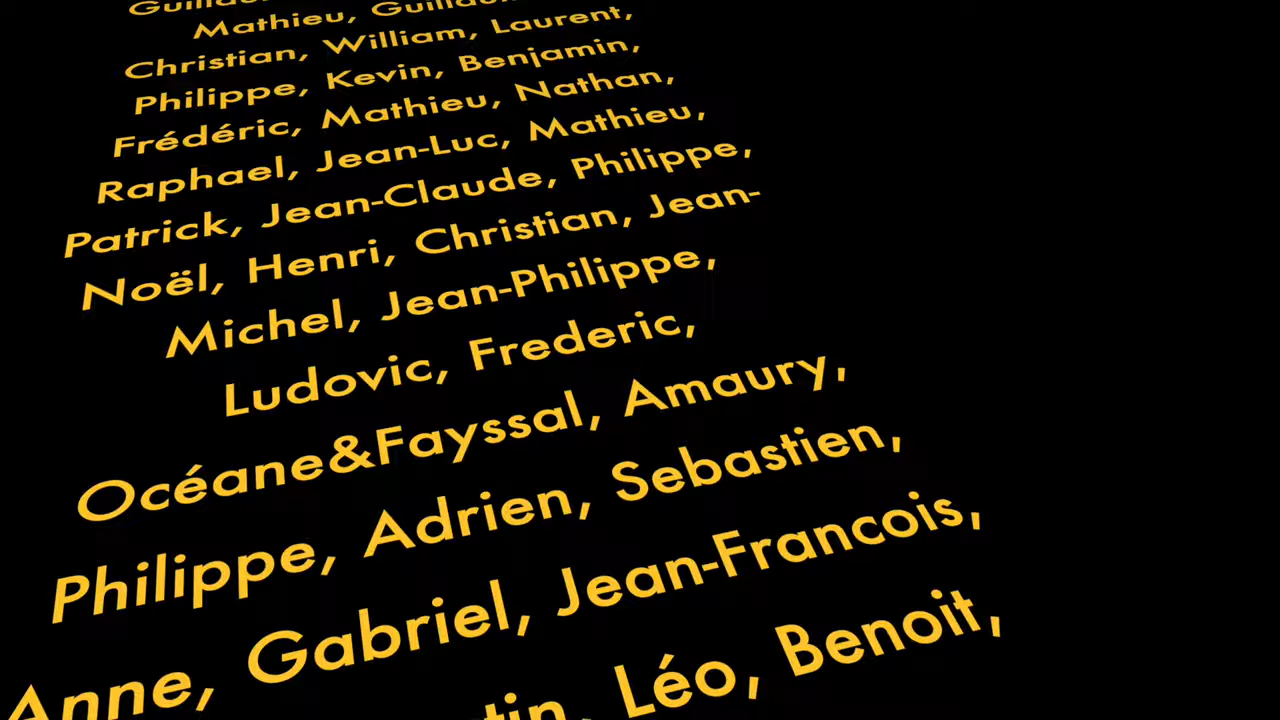 Mathieu,
Christian, William, Laurent,
Philippe, Kevin, Benjamin,
Frédéric, Mathieu, Nathan,
Raphael, Jean-Luc, Mathieu,
Patrick, Jean-Claude, Philippe,
Noël, Henri, Christian, Jean-
Michel, Jean-Philippe,
Ludovic, Frederic,
Océane&Fayssal, Amaury,
Philippe, Adrien, Sebastien,
Anne, Gabriel, Jean-Francois,
Léo, Benoit,